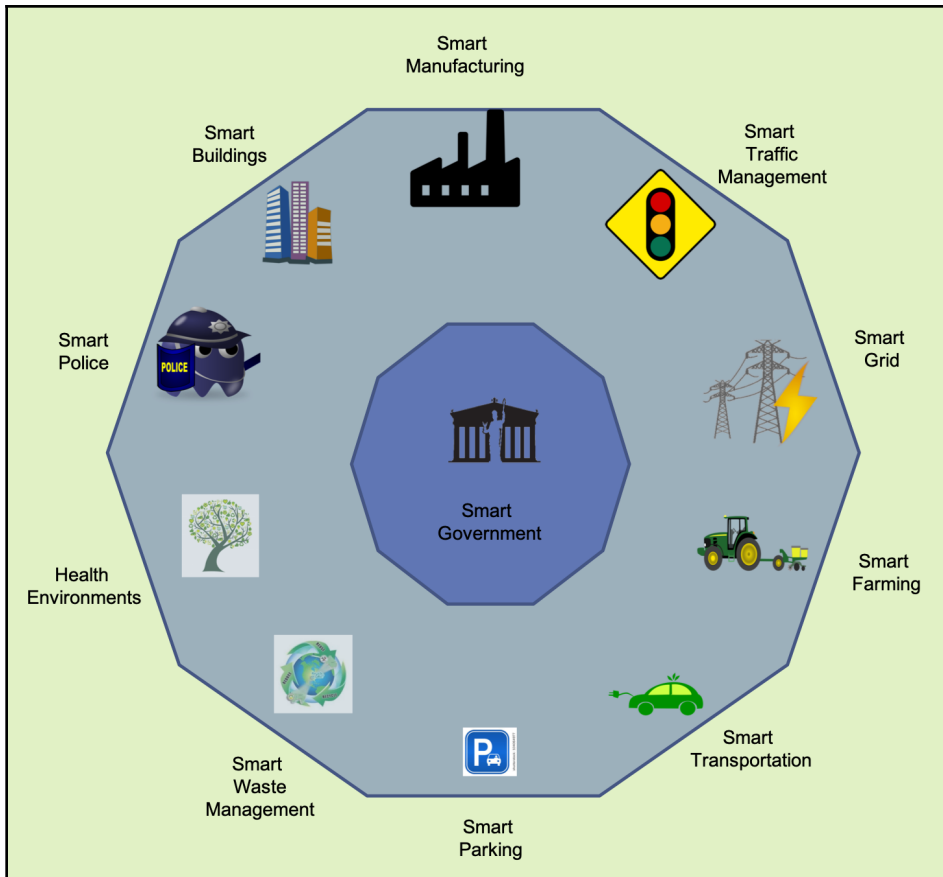 Smart
Manufacturing
Smart
Buildings
Smart
Traffic
Management
Smart
Police
POLICE
Smart
Grid
Smart
Government
Health
Environments
Smart
Farming
Smart
Waste
Management
P
Smart
Transportation
Smart
Parking